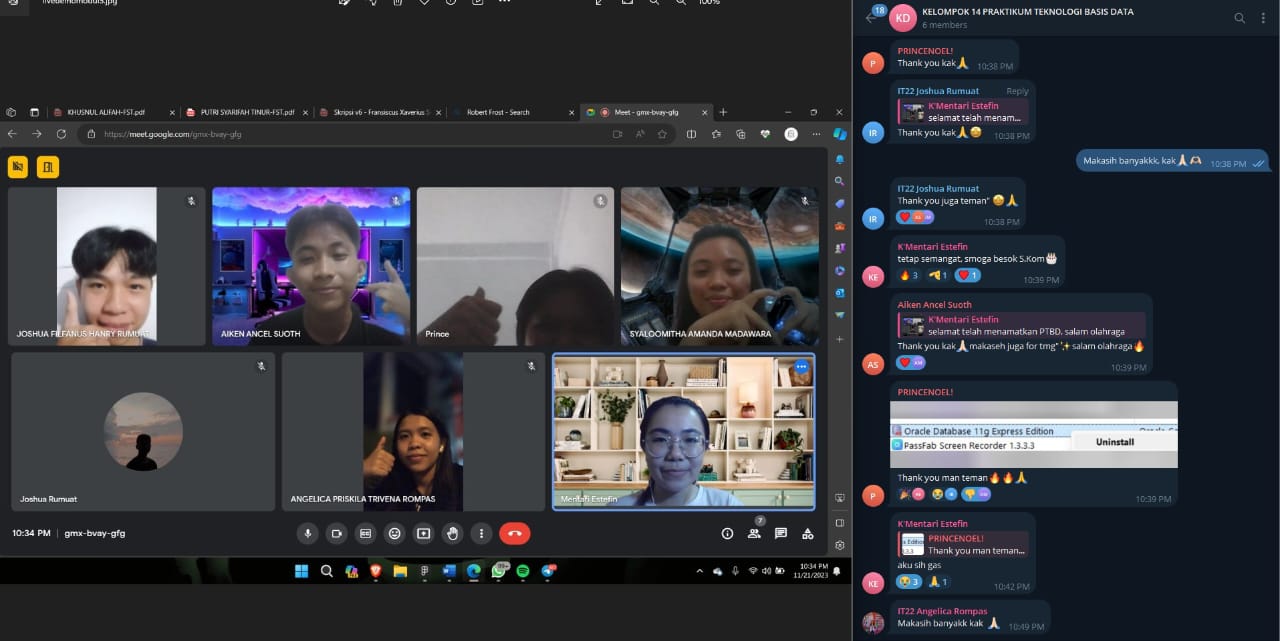 livedemomodul5.jpg
100%
KHUSNUL ALIFAH-FST.pdf
PUTRI SYARIFAH TINUR-FST.pdf
Skripsi v6 - Fransiscus Xaverius S
Robert Frost - Search
Meet - gmx-bvay-gfg
https://meet.google.com/gmx-bvay-gfg
JOSHUA FILFANUS HANRY RUMUAT
AIKEN ANCEL SUOTH
Prince
SYALOOMITHA AMANDA MADAWARA
Joshua Rumuat
ANGELICA PRISKILA TRIVENA ROMPAS
Mentari Estefin
10:34 PM | gmx-bvay-gfg
7
99+
10:34 PM
11/21/2023
18
KD
KELOMPOK 14 PRAKTIKUM TEKNOLOGI BASIS DATA
6 members
PRINCENOEL!
P
Thank you kak🙏 10:38 PM
IT22 Joshua Rumuat Reply
K'Mentari Estefin
selamat telah menam...
IR
Thank you kak🙏🤩 10:38 PM
Makasih banyakkk, kak🙏🏻🫶🏻 10:38 PM
IT22 Joshua Rumuat
Thank you juga teman" 🤩🙏
IR
❤ AS IM
10:38 PM
K'Mentari Estefin
tetap semangat, smoga besok S.Kom🎂
KE
🔥 3 🫡 1 ❤ 1
10:39 PM
Aiken Ancel Suoth
K'Mentari Estefin
selamat telah menamatkan PTBD, salam olahraga
Thank you kak🙏🏻makaseh juga for tmg"✨ salam olahraga🔥
AS
❤ AM
10:39 PM
PRINCENOEL!
Oracle Database 11g Express Edition
PassFab Screen Recorder 1.3.3.3
Uninstall
Thank you man teman🔥🔥🙏
P
10:39 PM
K'Mentari Estefin
PRINCENOEL!
Thank you man teman...
aku sih gas
KE
😭 3 🙏 1
10:42 PM
IT22 Angelica Rompas
Makasih banyakk kak 🙏🏻 10:49 PM